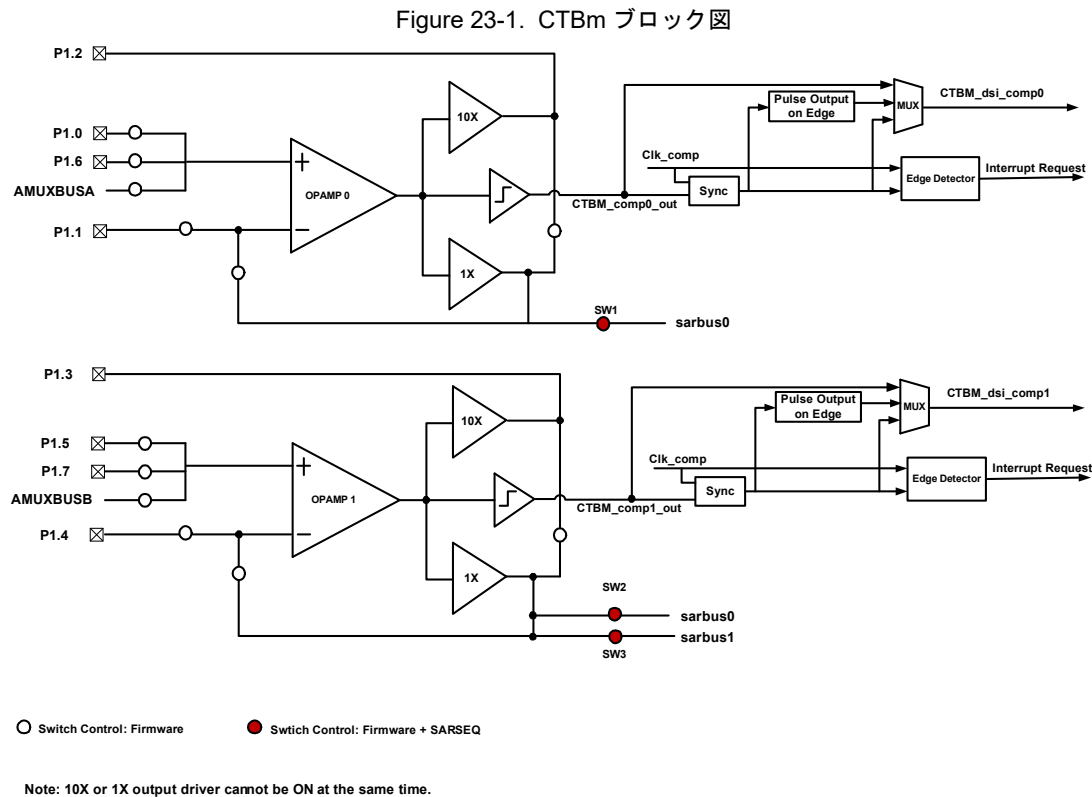 Figure 23-1. CTBm ブロック図
P1.2
P1.0
P1.6
AMUXBUSA
P1.1
OPAMP 0
10X
1X
CTBM_comp0_out
Clk_comp
Sync
Pulse Output
on Edge
MUX
CTBM_dsi_comp0
Edge Detector
Interrupt Request
SW1
sarbus0
P1.3
P1.5
P1.7
AMUXBUSB
P1.4
OPAMP 1
10X
1X
CTBM_comp1_out
Clk_comp
Sync
Pulse Output
on Edge
MUX
CTBM_dsi_comp1
Edge Detector
Interrupt Request
SW2
sarbus0
sarbus1
SW3
Switch Control: Firmware
Swtich Control: Firmware + SARSEQ
Note: 10X or 1X output driver cannot be ON at the same time.